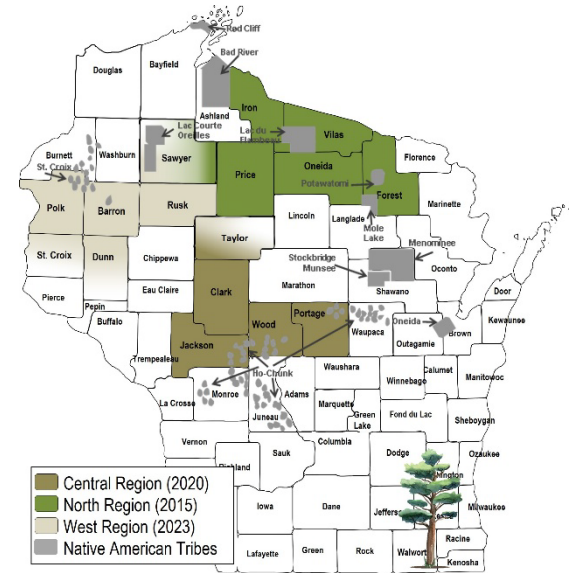 Red Cliff
Bad River
Douglas
Bayfield
Ashland
Iron
Lac Courte
Oreilles
Lac du
Flambeau
Vilas
Burnett
Washburn
Sawyer
St. Croix
Price
Oneida
Potawatomi
Forest
Florence
Polk
Barron
Rusk
Lincoln
Langlade
Mole
Lake
Marinette
Taylor
Menominee
Stockbridge
Munsee
St. Croix
Dunn
Chippewa
Marathon
Oconto
Shawano
Pierce
Pepin
Eau Claire
Clark
Door
Buffalo
Wood
Portage
Waupaca
Oneida
Brown
Kewaunee
Outagamie
Trempealeau
Jackson
Ho-Chunk
Waushara
Calumet
Winnebago
Manitowoc
La Crosse
Monroe
Juneau
Adams
Marquette
Green
Lake
Fond du Lac
Sheboygan
Vernon
Columbia
Dodge
Ozaukee
Richland
Sauk
ington
Iowa
Dane
Jeffers
Milwaukee
Lafayette
Green
Rock
Walwort
Racine
Kenosha
Central Region (2020)
North Region (2015)
West Region (2023)
Native American Tribes